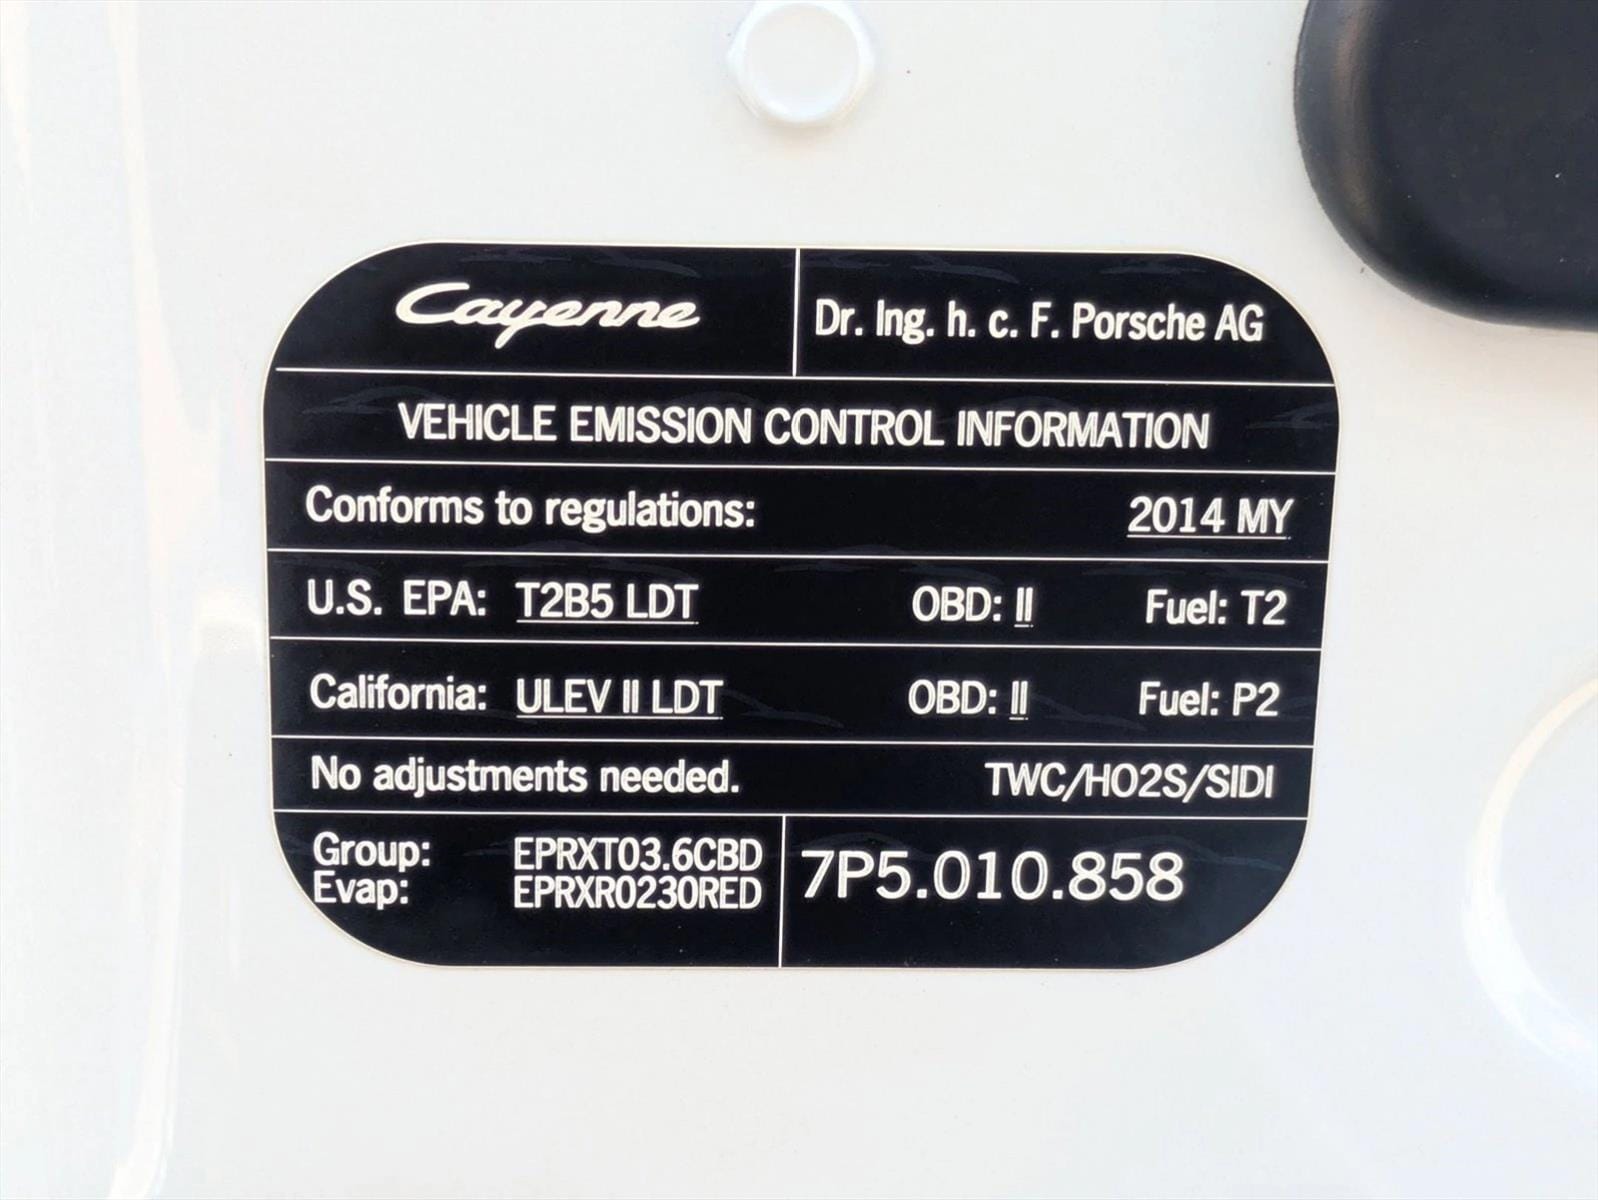 Cayenne Dr. Ing. h. c. F. Porsche AG
VEHICLE EMISSION CONTROL INFORMATION
Conforms to regulations: 2014 MY
U.S. EPA: T2B5 LDT OBD: II Fuel: T2
California: ULEV II LDT OBD: II Fuel: P2
No adjustments needed. TWC/HO2S/SIDI
Group: EPRXT03.6CBD 7P5.010.858
Evap: EPRXR0230RED